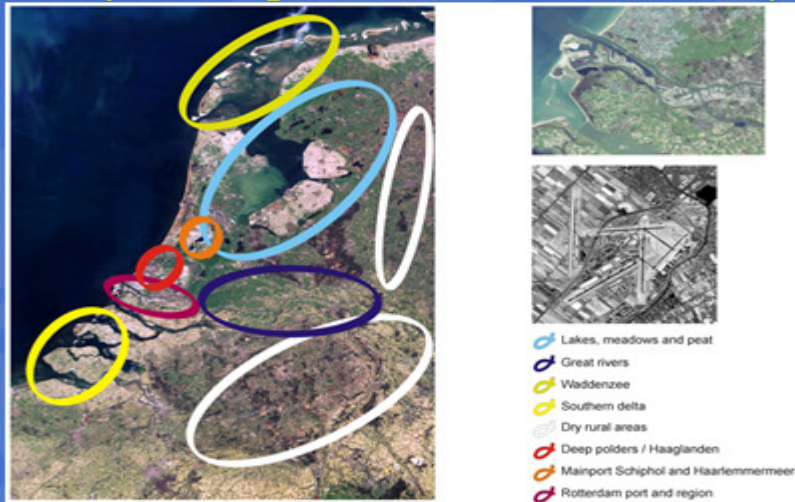 Lakes, meadows and peat
Great rivers
Waddenzee
Southern delta
Dry rural areas
Deep polders / Haaglanden
Mainport Schiphol and Haarlemmermeer
Rotterdam port and region